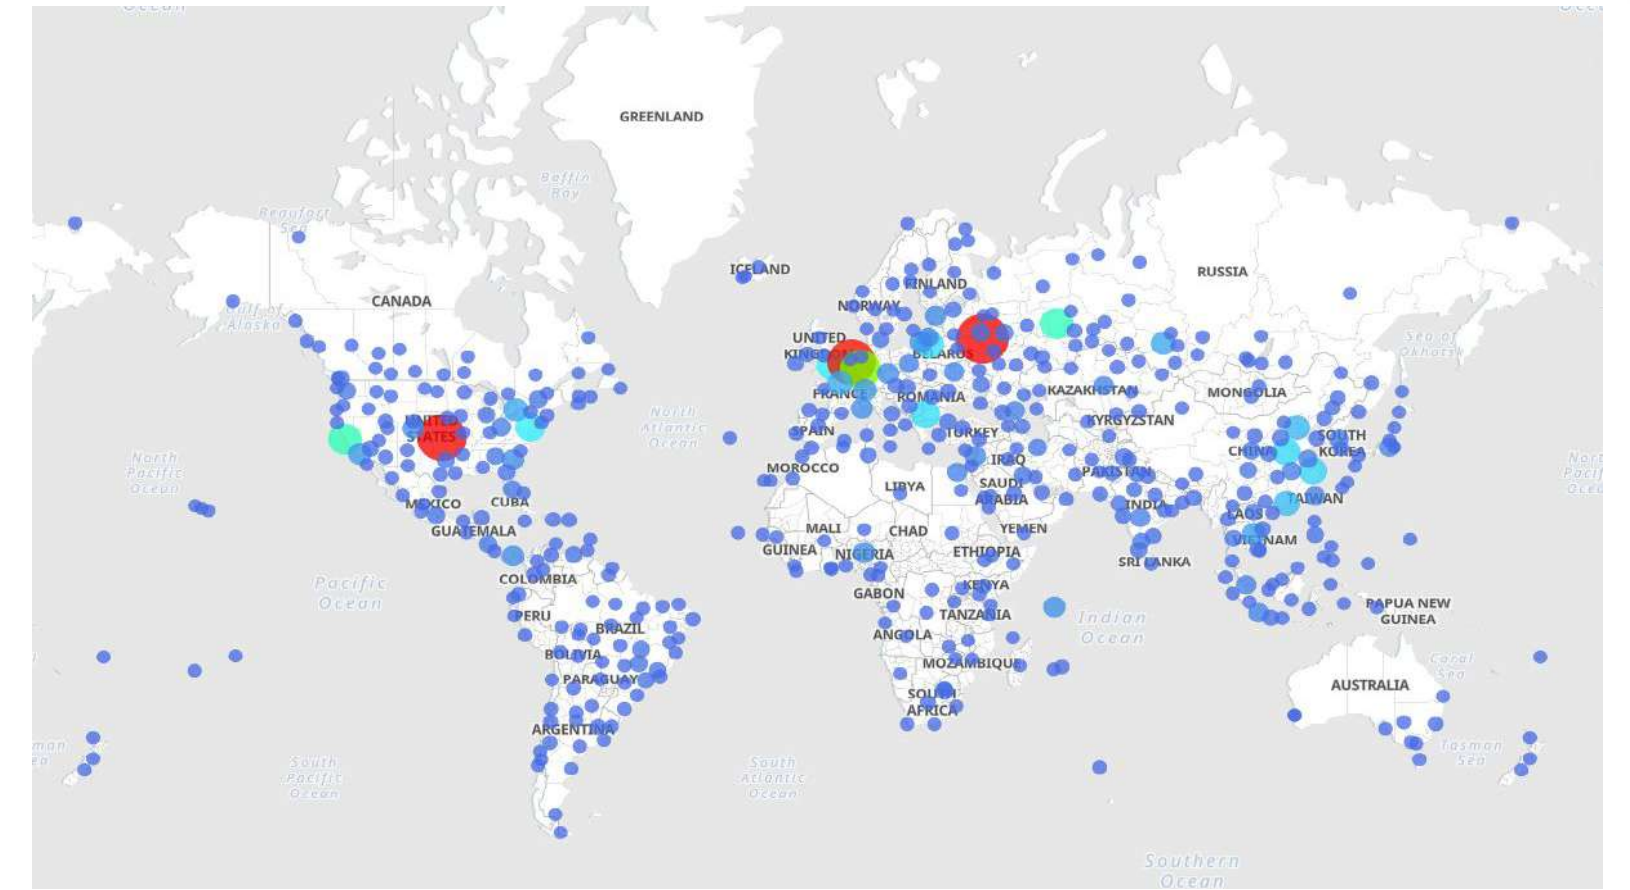 Ocean
GREENLAND
Baffin
Bay
Beaufort
Sea
ICELAND
RUSSIA
FINLAND
CANADA
NORWAY
Gulf of
Alaska
UNITED
KINGDOM
Sea of
Okhotsk
BELARUS
FRANCE
ROMANIA
KAZAKHSTAN
MONGOLIA
North
Atlantic
Ocean
UNITED
STATES
SPAIN
TURKEY
KYRGYZSTAN
SOUTH
KOREA
CHINA
North
Pacific
Ocean
MOROCCO
IRAQ
PAKISTAN
LIBYA
SAUDI
ARABIA
MEXICO
CUBA
INDIA
TAIWAN
LAOS
GUATEMALA
MALI
CHAD
YEMEN
VIETNAM
GUINEA
NIGERIA
ETHIOPIA
SRI LANKA
COLOMBIA
Pacific
Ocean
GABON
KENYA
PERU
TANZANIA
Indian
Ocean
PAPUA NEW
GUINEA
BRAZIL
ANGOLA
BOLIVIA
MOZAMBIQUE
Coral
Sea
PARAGUAY
AUSTRALIA
SOUTH
AFRICA
ARGENTINA
Tasman
Sea
South
Pacific
Ocean
South
Atlantic
Ocean
Southern
Ocean